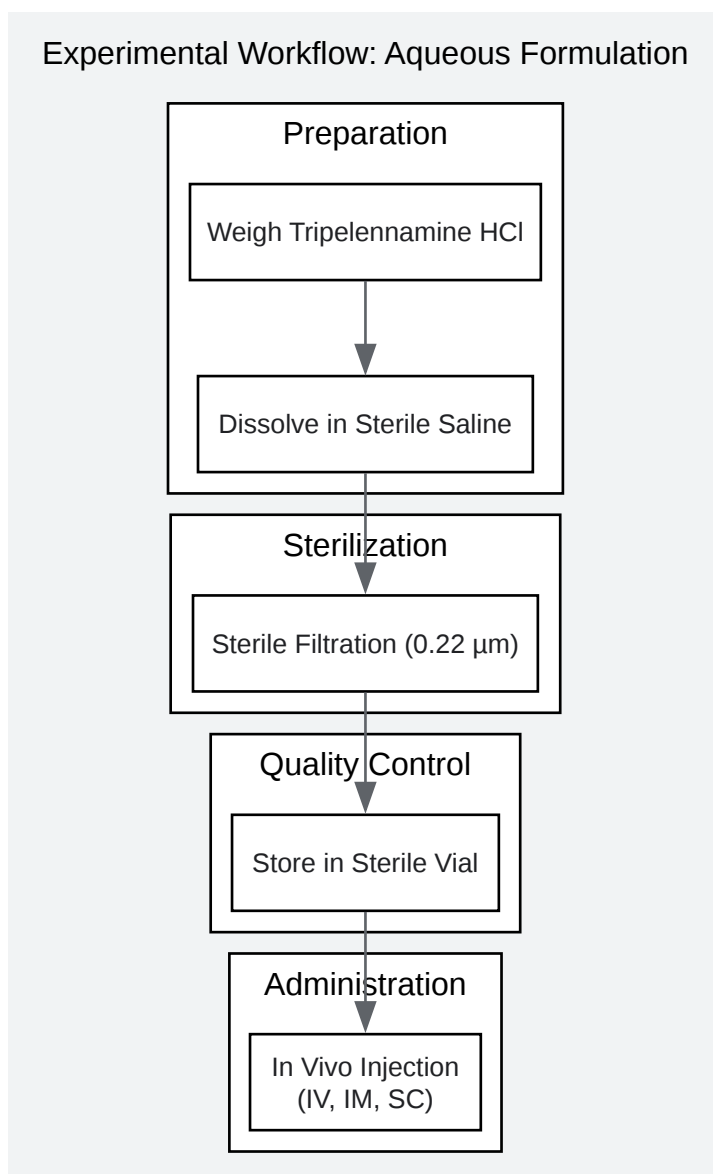 Experimental Workflow: Aqueous Formulation
Preparation
Weigh Tripelennamine HCl
Dissolve in Sterile Saline
Sterilization
Sterile Filtration (0.22 µm)
Quality Control
Store in Sterile Vial
Administration
In Vivo Injection
(IV, IM, SC)